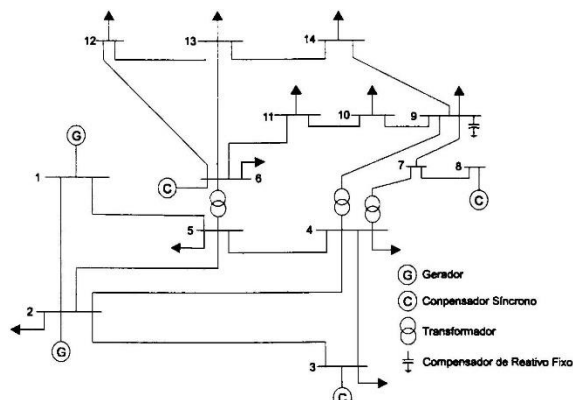 12
13
14
11
10
9
G
7
8
1
C
6
C
5
4
G Gerador
C Conpensador Síncrono
2
Transformador
G
3
Compensador de Reativo Fixo
C